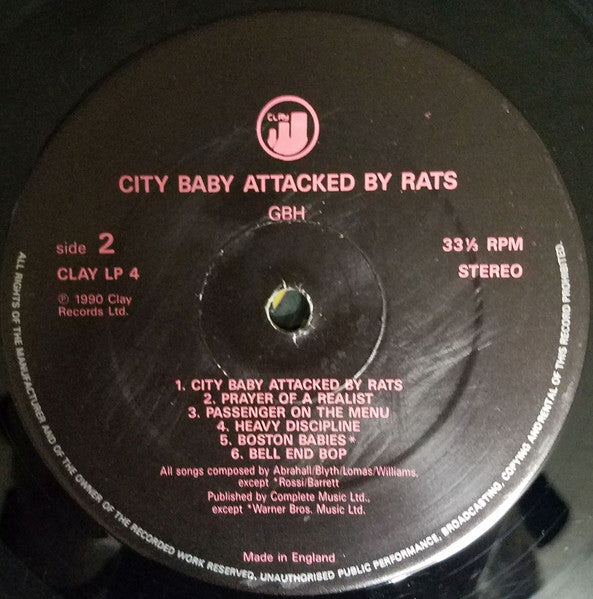 CLAY
CITY BABY ATTACKED BY RATS
GBH
side 2
33⅓ RPM
CLAY LP 4
STEREO
℗ 1990 Clay
Records Ltd.
1. CITY BABY ATTACKED BY RATS
2. PRAYER OF A REALIST
3. PASSENGER ON THE MENU
4. HEAVY DISCIPLINE
5. BOSTON BABIES*
6. BELL END BOP
All songs composed by Abrahall/Blyth/Lomas/Williams,
except *Rossi/Barrett
Published by Complete Music Ltd.,
except *Warner Bros. Music Ltd.
Made in England
ALL RIGHTS OF THE MANUFACTURER AND OF THE OWNER OF THE RECORDED WORK RESERVED. UNAUTHORISED PUBLIC PERFORMANCE, BROADCASTING, COPYING AND RENTAL OF THIS RECORD PROHIBITED.